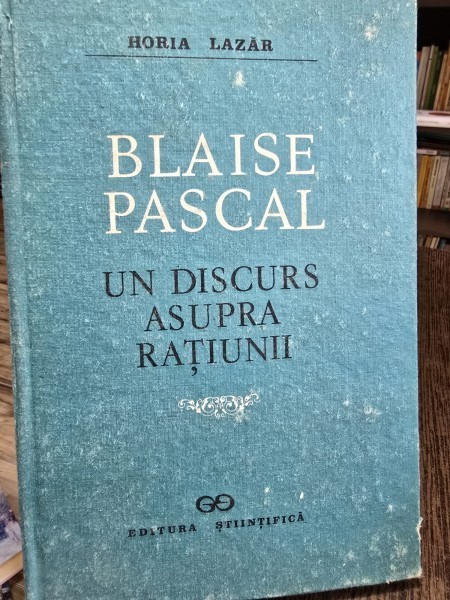 HORIA LAZĂR
BLAISE
PASCAL
UN DISCURS
ASUPRA
RAȚIUNII
EDITURA ȘTIINȚIFICĂ